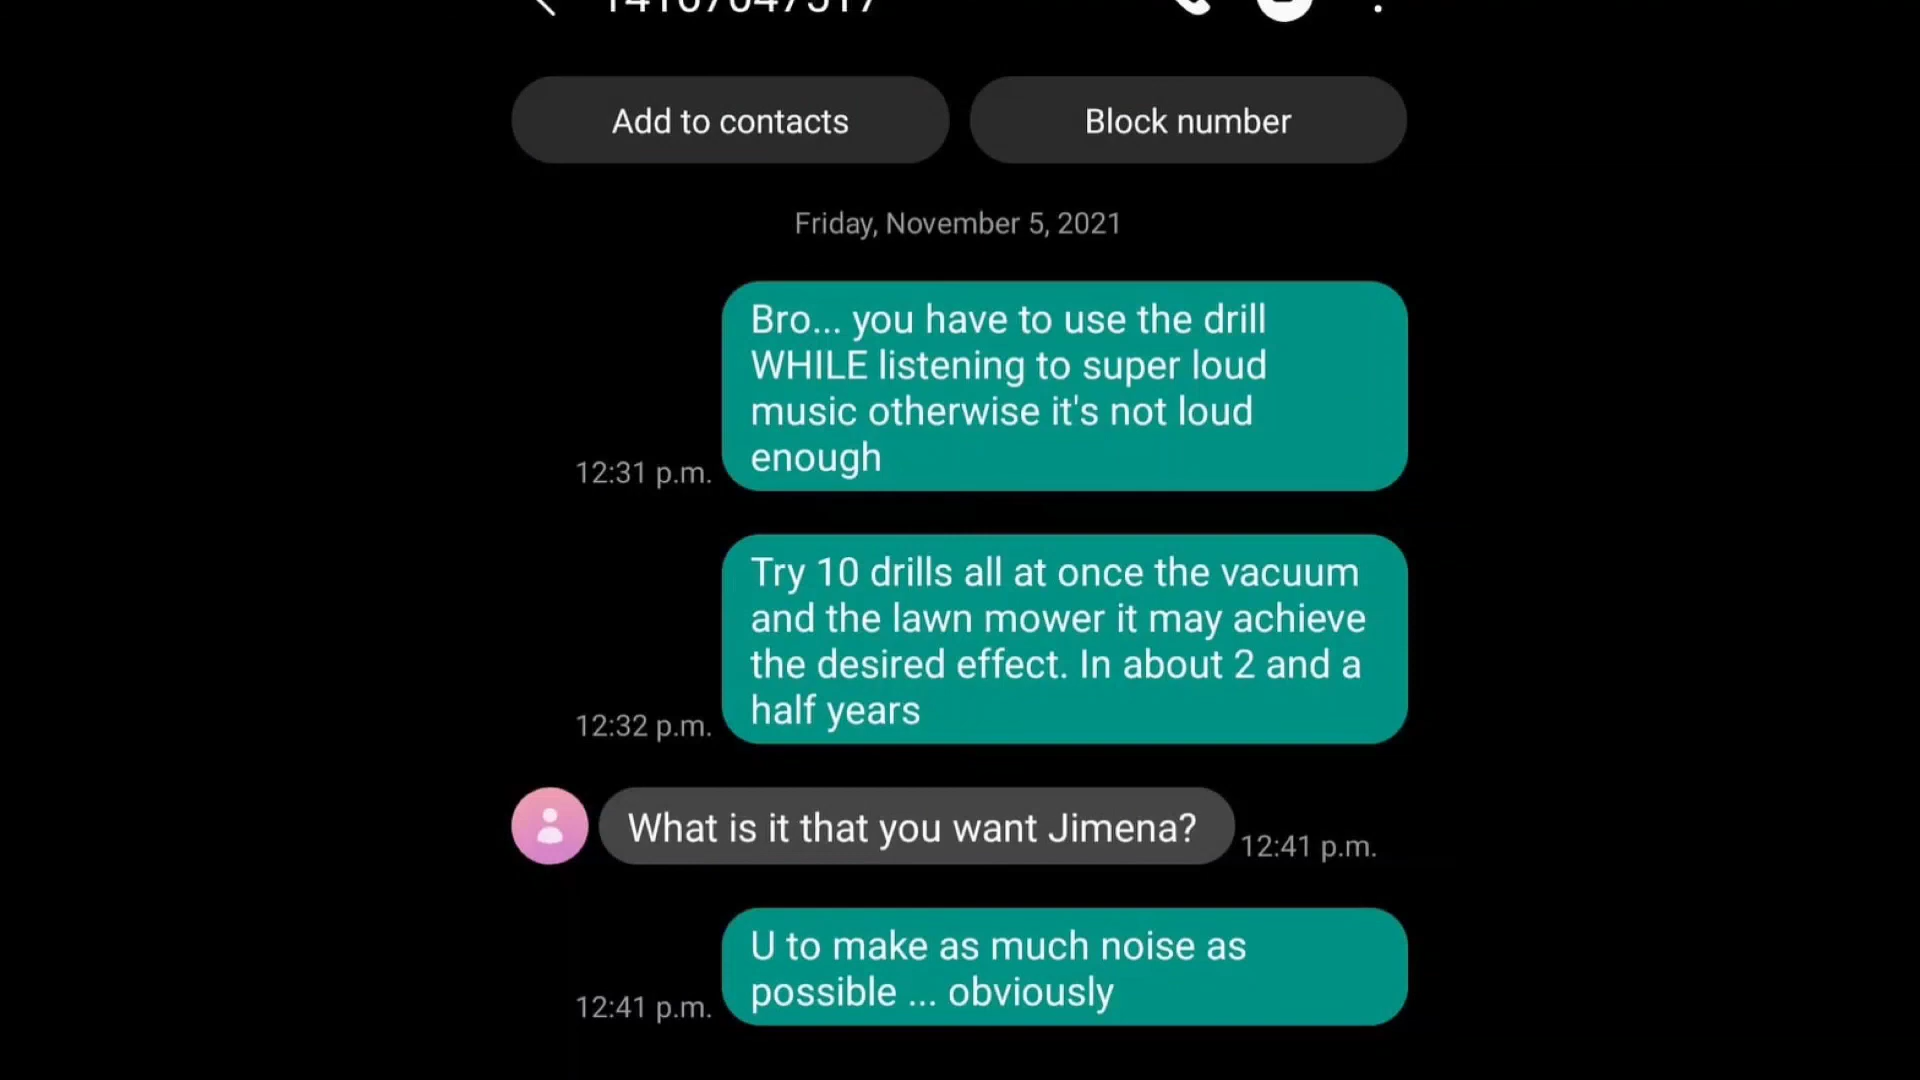 Add to contacts
Block number
Friday, November 5, 2021
Bro... you have to use the drill
WHILE listening to super loud
music otherwise it's not loud
enough
12:31 p.m.
Try 10 drills all at once the vacuum
and the lawn mower it may achieve
the desired effect. In about 2 and a
half years
12:32 p.m.
What is it that you want Jimena?
12:41 p.m.
U to make as much noise as
possible ... obviously
12:41 p.m.